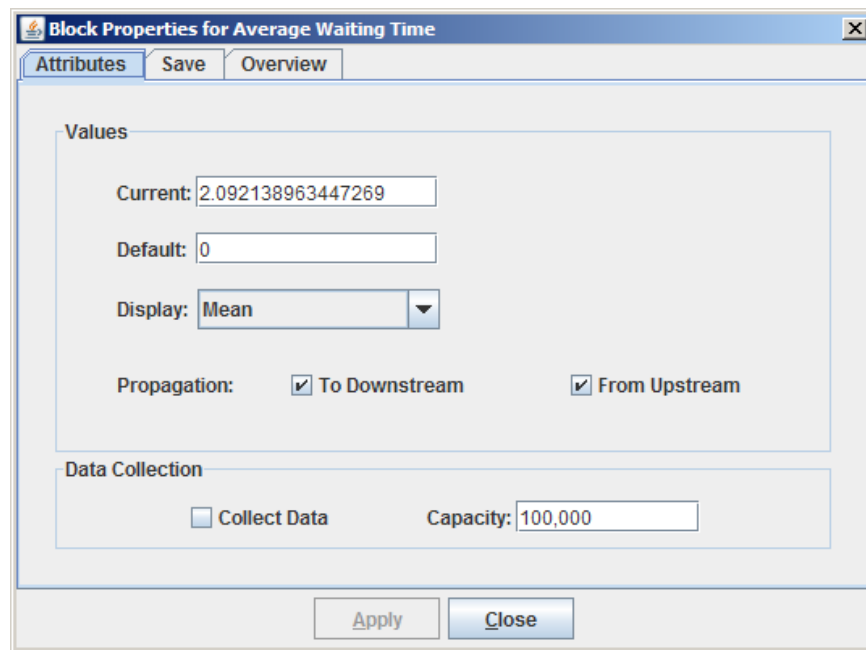 Block Properties for Average Waiting Time
Attributes Save Overview
Values
Current: 2.092138963447269
Default: 0
Display: Mean
Propagation: To Downstream From Upstream
Data Collection
Collect Data Capacity: 100,000
Apply Close